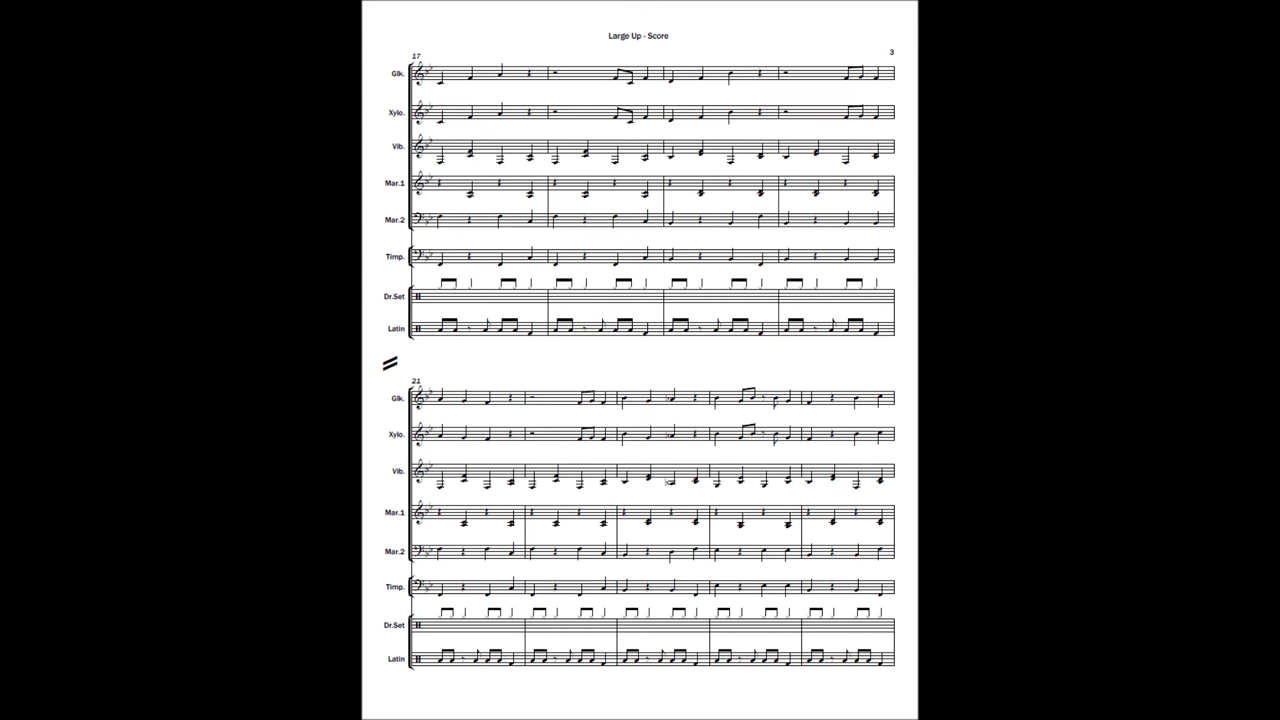 Large Up - Score
3
17
Glk.
Xylo.
Vib.
Mar.1
Mar.2
Timp.
Dr.Set
Latin
21
Glk.
Xylo.
Vib.
Mar.1
Mar.2
Timp.
Dr.Set
Latin